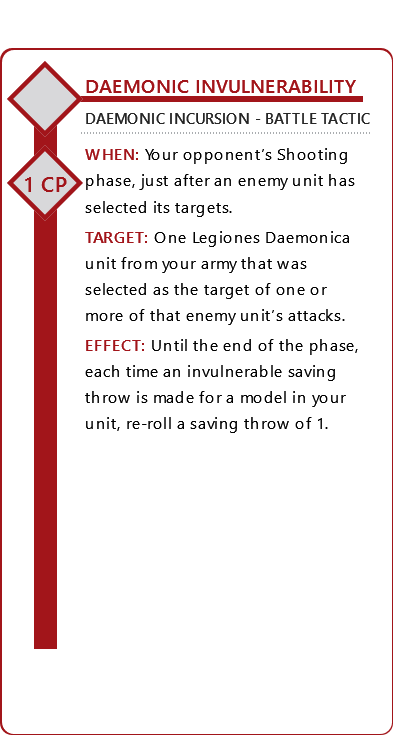 DAEMONIC INVULNERABILITY
DAEMONIC INCURSION - BATTLE TACTIC
WHEN: Your opponent’s Shooting
phase, just after an enemy unit has
selected its targets.
1 CP
TARGET: One Legiones Daemonica
unit from your army that was
selected as the target of one or
more of that enemy unit’s attacks.
EFFECT: Until the end of the phase,
each time an invulnerable saving
throw is made for a model in your
unit, re-roll a saving throw of 1.